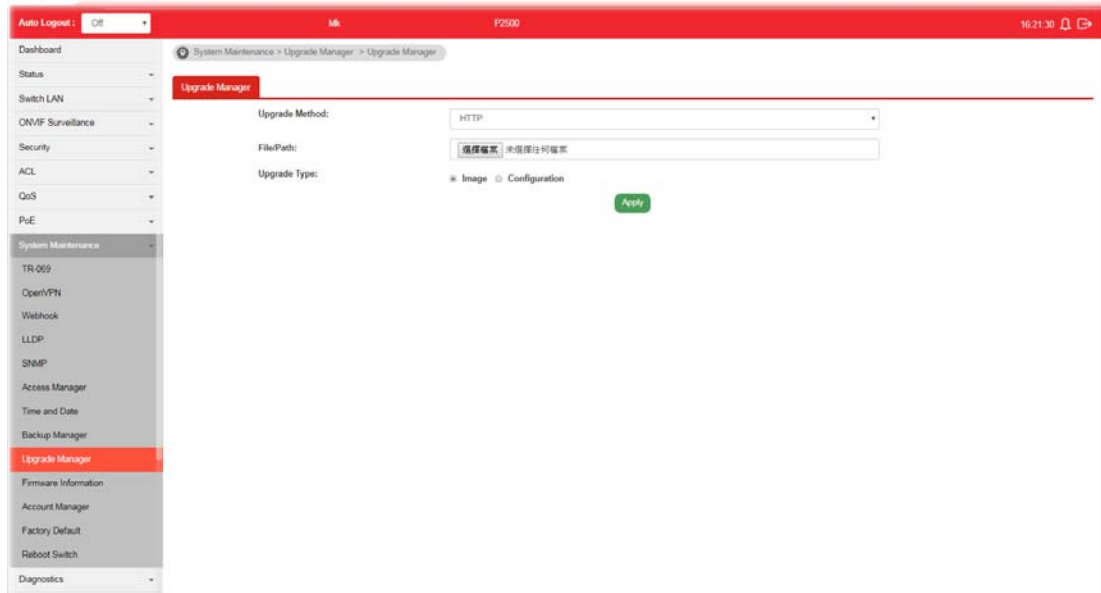 Auto Logout : Off Mk P2500 16:21:30
Dashboard
Status
Switch LAN
ONVIF Surveillance
Security
ACL
QoS
PoE
System Maintenance
TR-069
OpenVPN
Webhook
LLDP
SNMP
Access Manager
Time and Date
Backup Manager
Upgrade Manager
Firmware Information
Account Manager
Factory Default
Reboot Switch
Diagnostics
System Maintenance > Upgrade Manager > Upgrade Manager
Upgrade Manager
Upgrade Method: HTTP
File/Path: 選擇檔案 未選擇任何檔案
Upgrade Type: Image Configuration
Apply